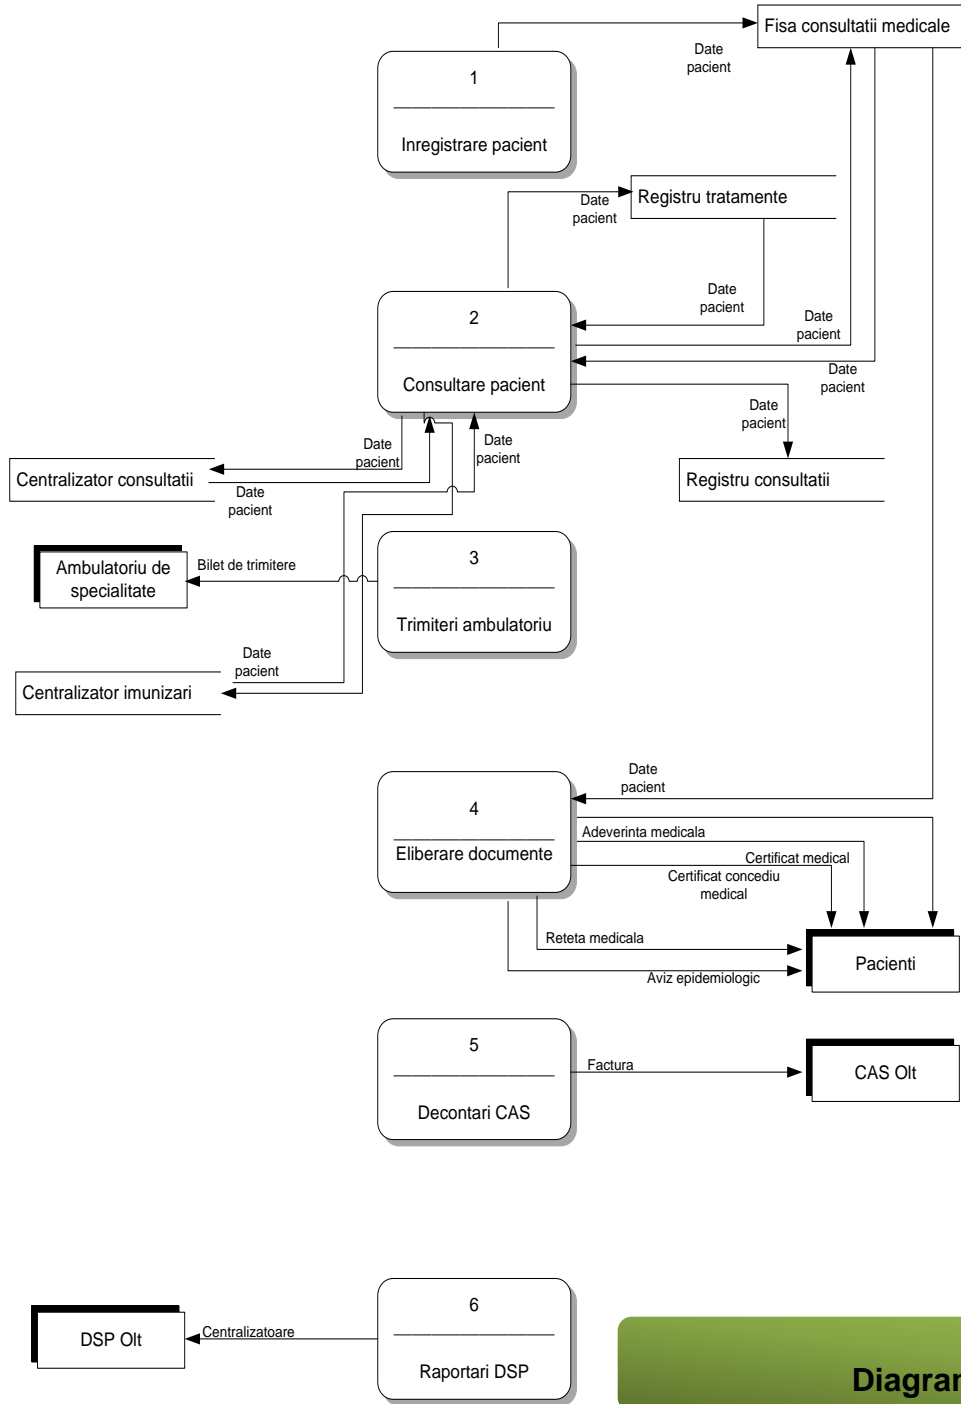 Fisa consultatii medicale
Date
pacient
1
Inregistrare pacient
Registru tratamente
Date
pacient
2
Consultare pacient
Date
pacient
Date
pacient
Date
pacient
Date
pacient
Registru consultatii
Date
pacient
Date
pacient
Centralizator consultatii
Date
pacient
3
Trimiteri ambulatoriu
Bilet de trimitere
Ambulatoriu de
specialitate
Date
pacient
Centralizator imunizari
Date
pacient
4
Eliberare documente
Adeverinta medicala
Certificat medical
Certificat concediu
medical
Reteta medicala
Aviz epidemiologic
Pacienti
5
Decontari CAS
Factura
CAS Olt
6
Raportari DSP
Centralizatoare
DSP Olt